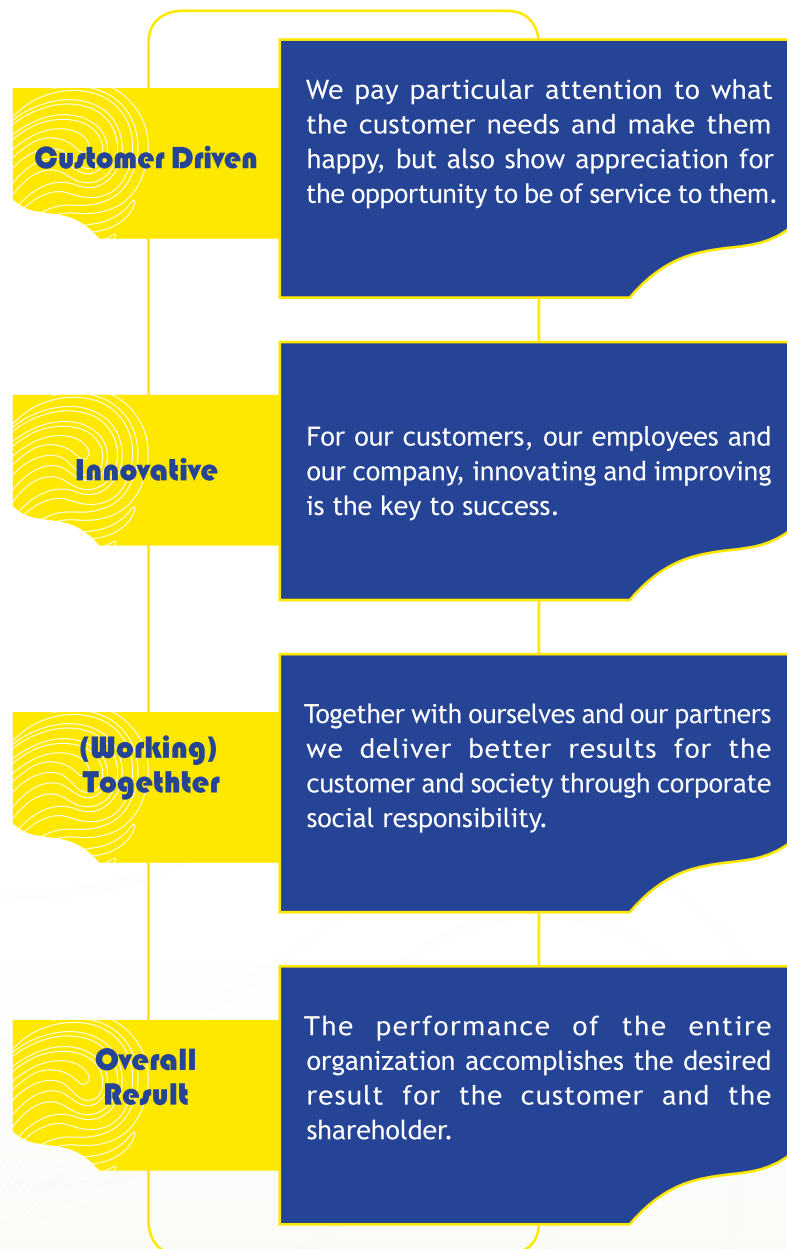 Customer Driven
We pay particular attention to what
the customer needs and make them
happy, but also show appreciation for
the opportunity to be of service to them.
Innovative
For our customers, our employees and
our company, innovating and improving
is the key to success.
(Working)
Togethter
Together with ourselves and our partners
we deliver better results for the
customer and society through corporate
social responsibility.
Overall
Result
The performance of the entire
organization accomplishes the desired
result for the customer and the
shareholder.